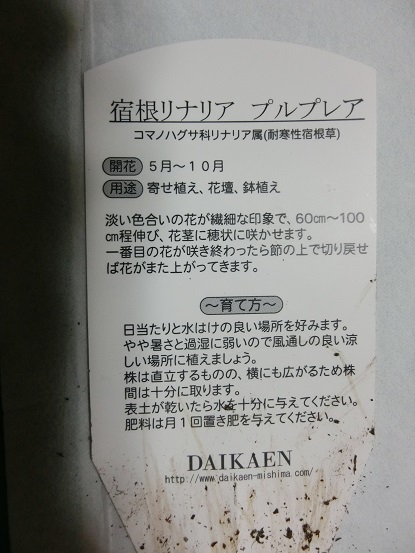 宿根リナリア プルプレア
コマノハグサ科リナリア属(耐寒性宿根草)
開花 5月～10月
用途 寄せ植え、花壇、鉢植え
淡い色合いの花が繊細な印象で、60㎝～100
㎝程伸び、花茎に穂状に咲かせます。
一番目の花が咲き終わったら節の上で切り戻せ
ば花がまた上がってきます。
～育て方～
日当たりと水はけの良い場所を好みます。
やや暑さと過湿に弱いので風通しの良い涼
しい場所に植えましょう。
株は直立するものの、横にも広がるため株
間は十分に取ります。
表土が乾いたら水を十分に与えてください。
肥料は月1回置き肥を与えてください。
DAIKAEN
http://www.daikaen-mishima.com/